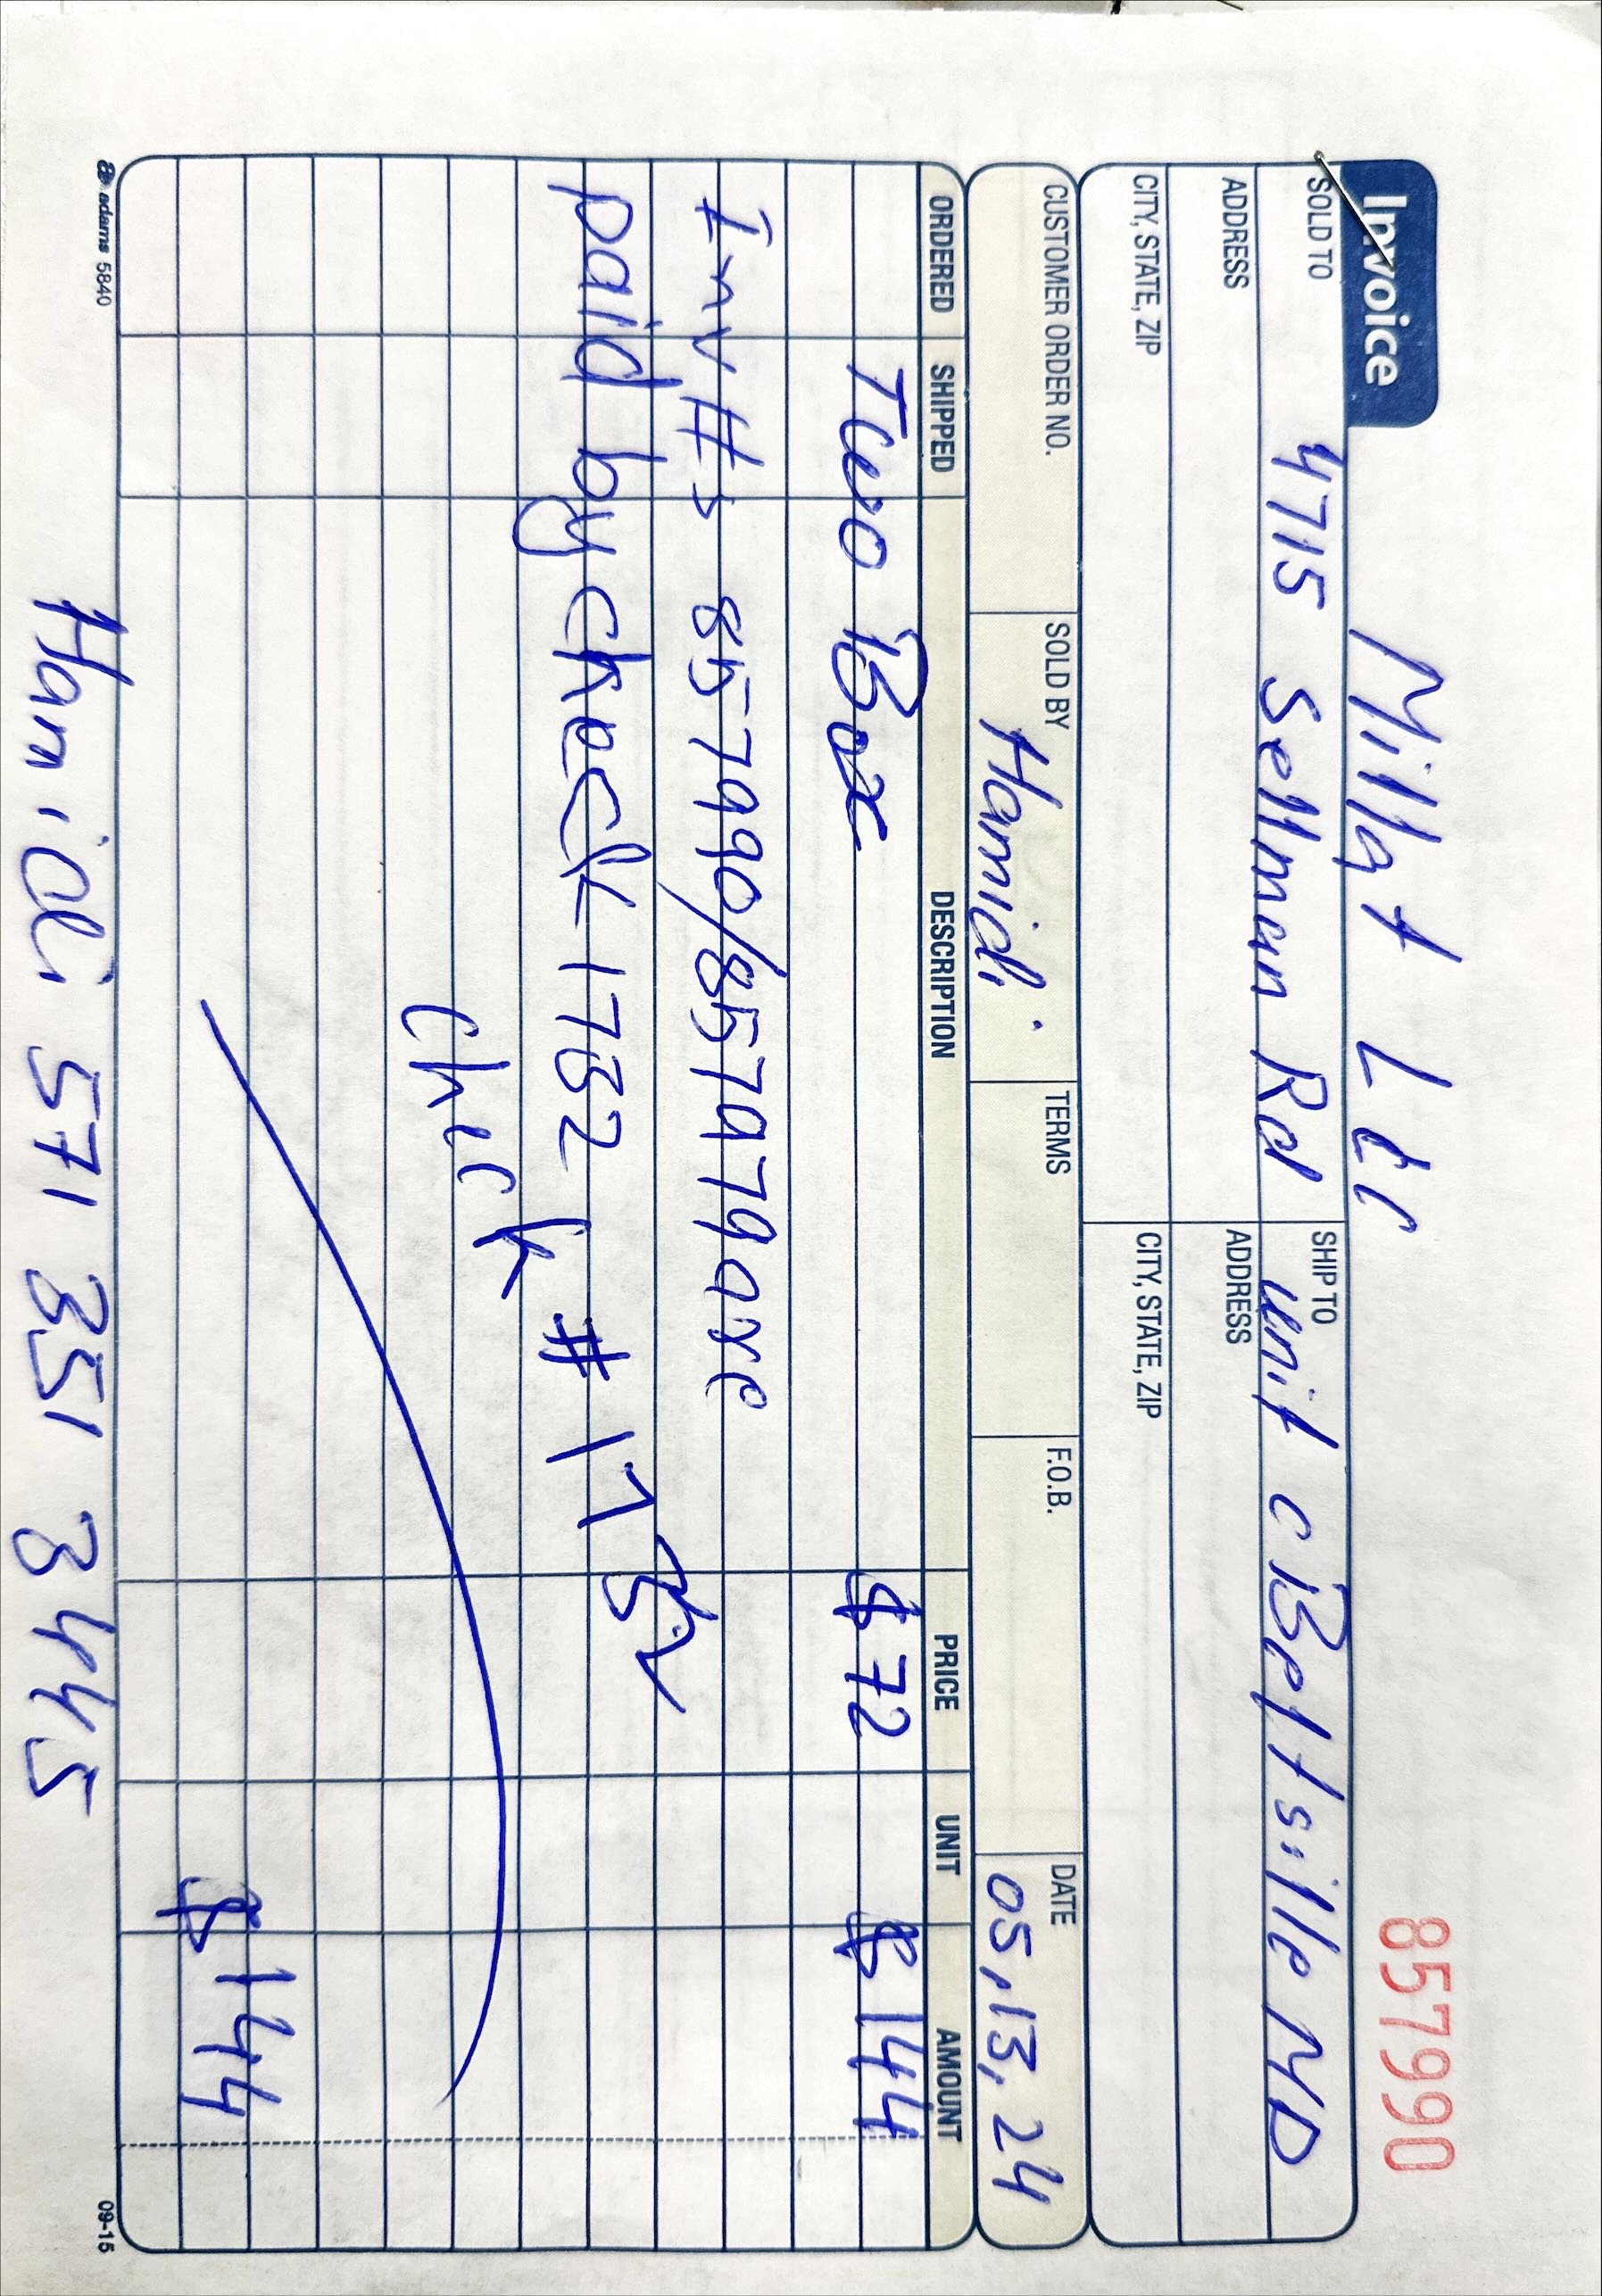 Millat LLC
857990
Invoice
SOLD TO 4715 Sellman Rd
SHIP TO unit c Beltsille MD
ADDRESS ADDRESS
CITY, STATE, ZIP CITY, STATE, ZIP
CUSTOMER ORDER NO. SOLD BY Hamidi TERMS F.O.B. DATE 05,13,24
ORDERED SHIPPED DESCRIPTION PRICE UNIT AMOUNT
Two Box $72 $144
Inv #s 857990/857979 are
paid by check 1732
check # 1732
$144
adams 5840 09-15
Hamidi 571 351 3445